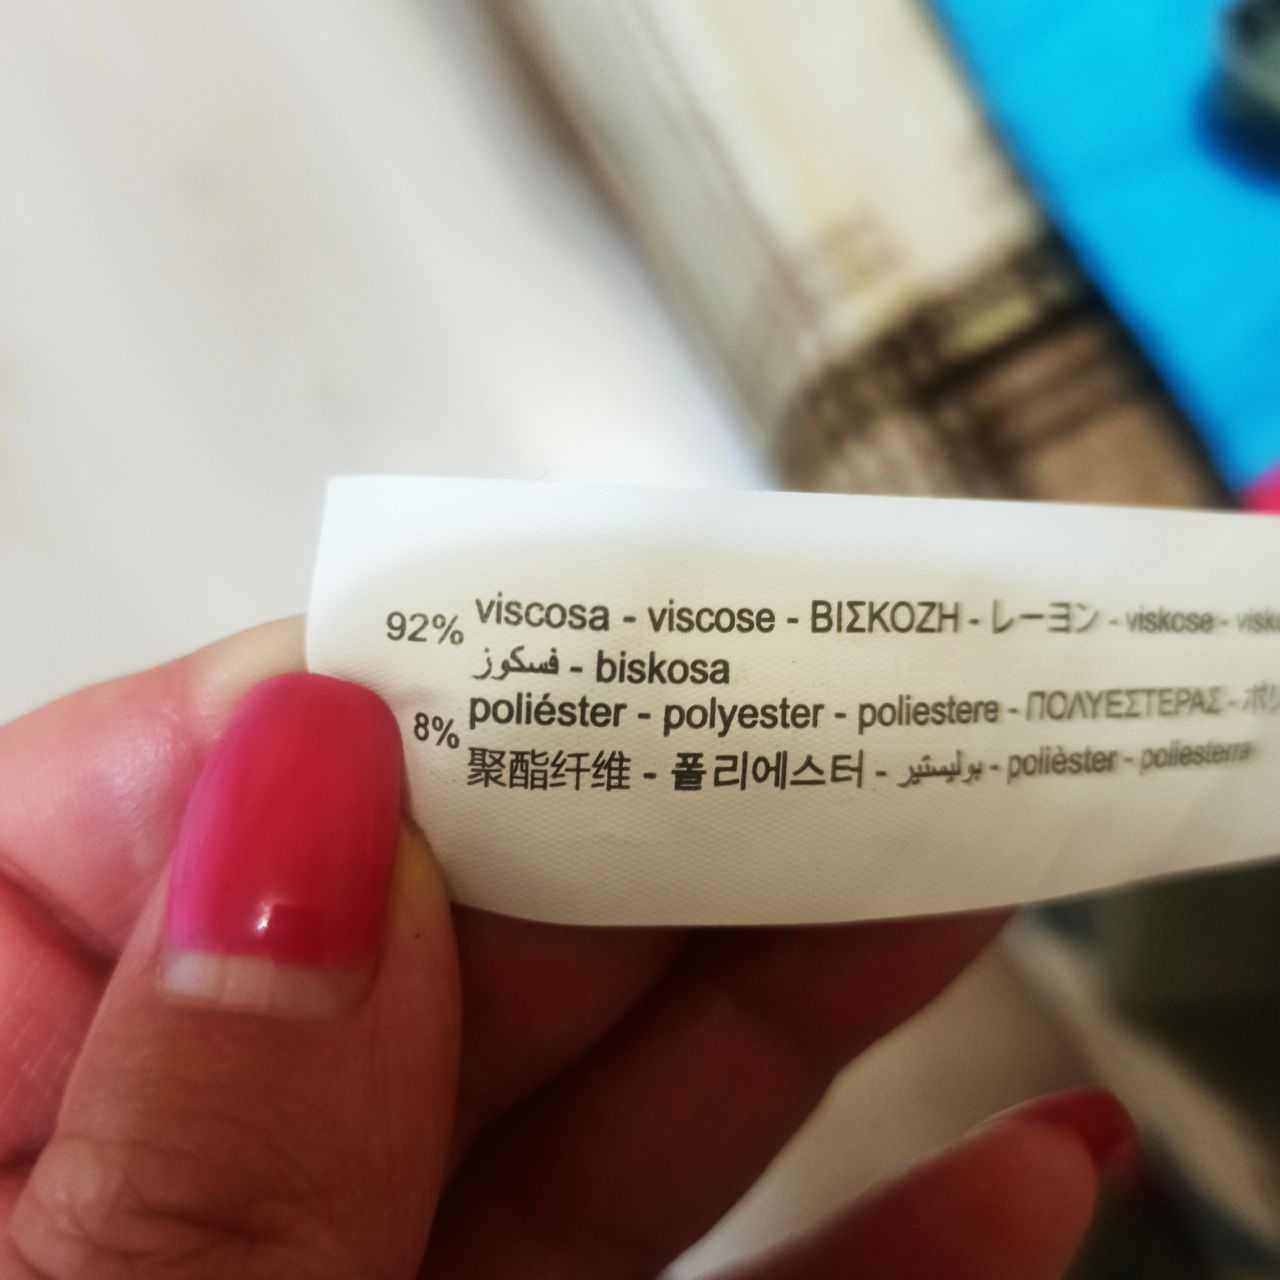 92% viscosa - viscose - ΒΙΣΚΟΖΗ - レーヨン - viskose -
فسكوز - biskosa
8% poliéster - polyester - poliestere - ΠΟΛΥΕΣΤΕΡΑΣ -
聚酯纤维 - 폴리에스터 - بوليستير - polièster - poliesterra